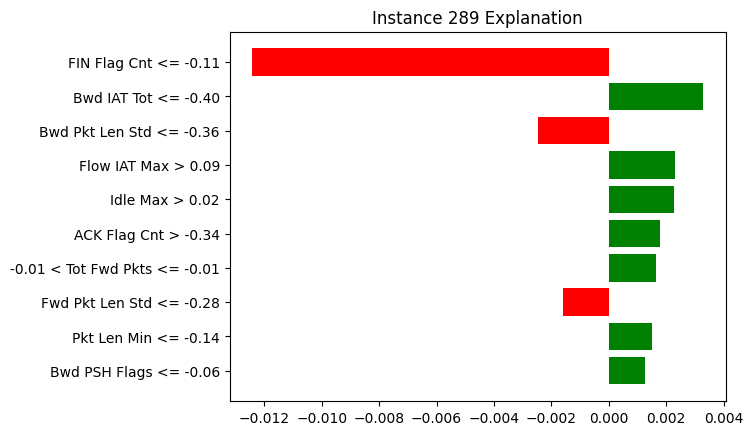 Instance 289 Explanation
FIN Flag Cnt <= -0.11
Bwd IAT Tot <= -0.40
Bwd Pkt Len Std <= -0.36
Flow IAT Max > 0.09
Idle Max > 0.02
ACK Flag Cnt > -0.34
-0.01 < Tot Fwd Pkts <= -0.01
Fwd Pkt Len Std <= -0.28
Pkt Len Min <= -0.14
Bwd PSH Flags <= -0.06
−0.012 −0.010 −0.008 −0.006 −0.004 −0.002 0.000 0.002 0.004